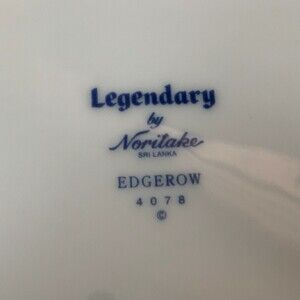 Legendary
by
Noritake
SRI LANKA
EDGEROW
4078
©